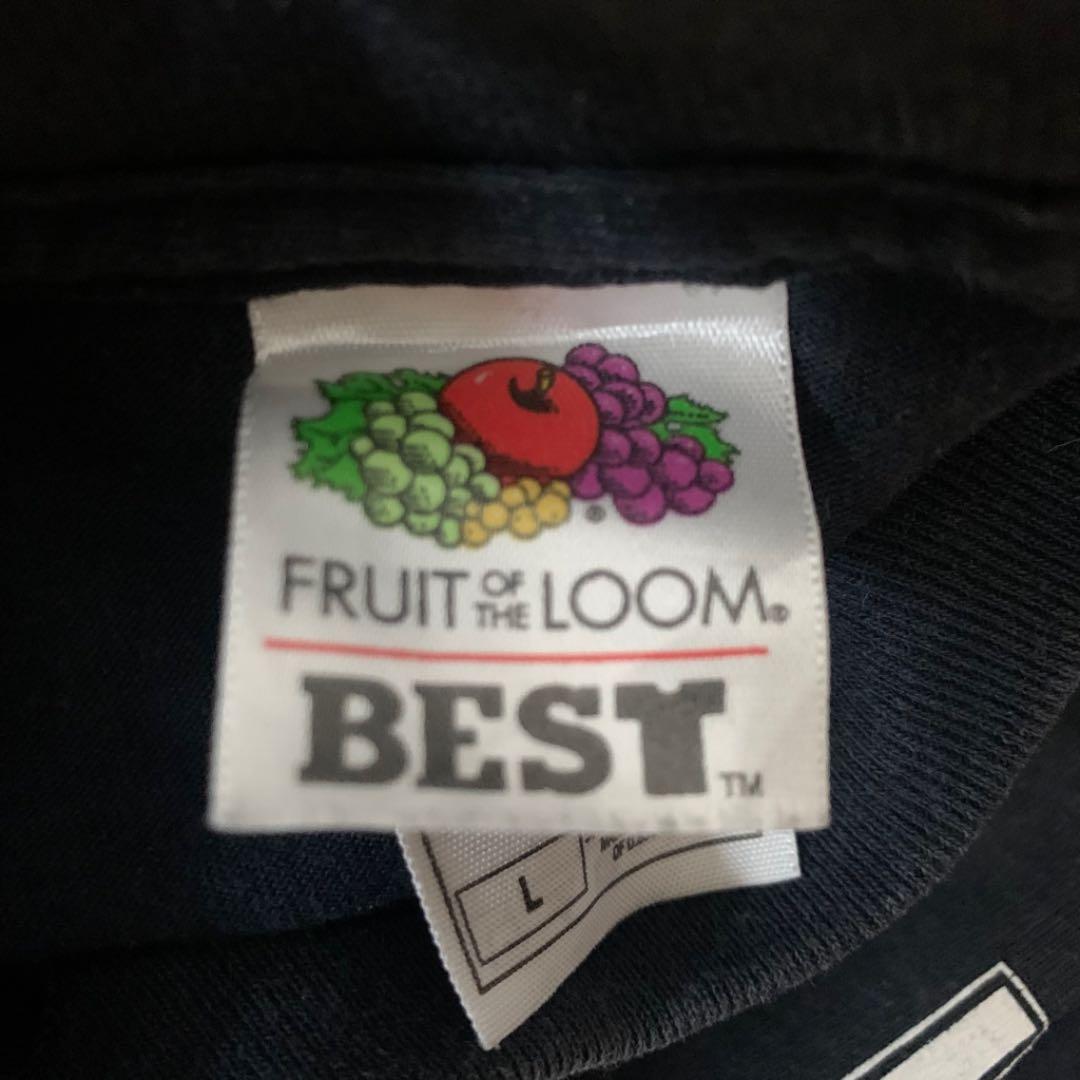 ®
FRUIT OF THE LOOM®
BEST™
L